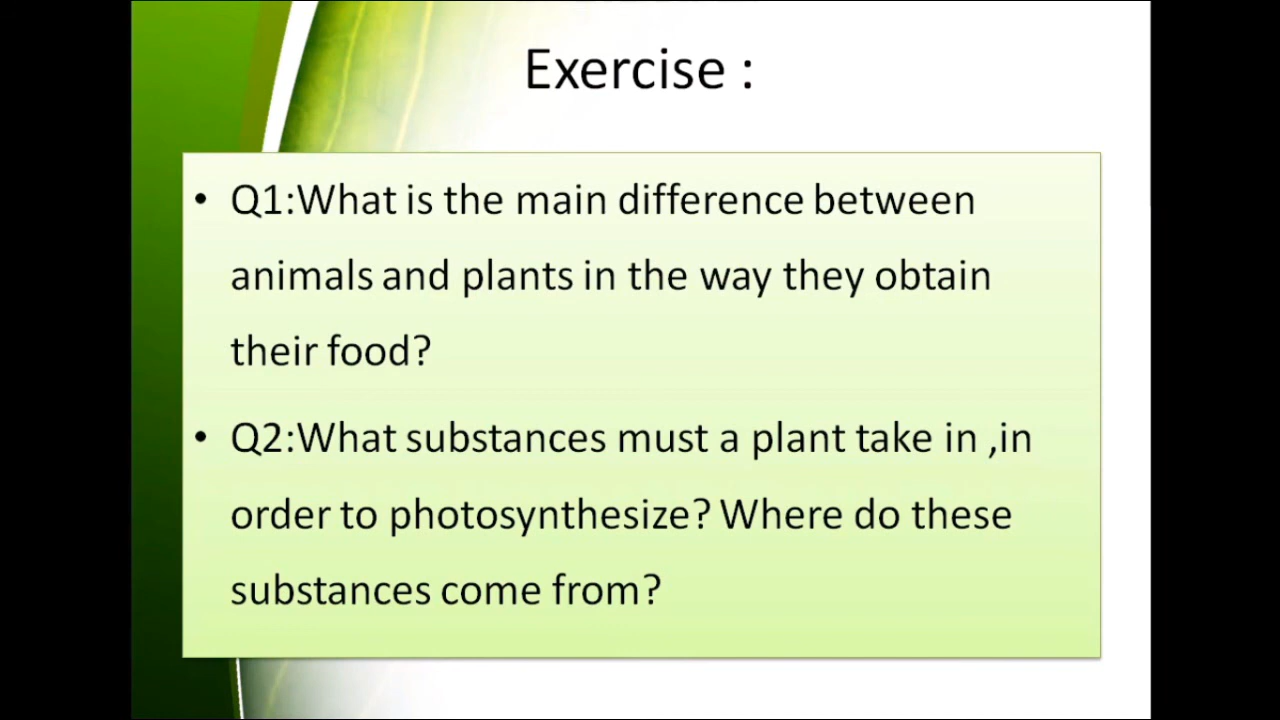 Exercise :
• Q1:What is the main difference between
animals and plants in the way they obtain
their food?
• Q2:What substances must a plant take in ,in
order to photosynthesize? Where do these
substances come from?